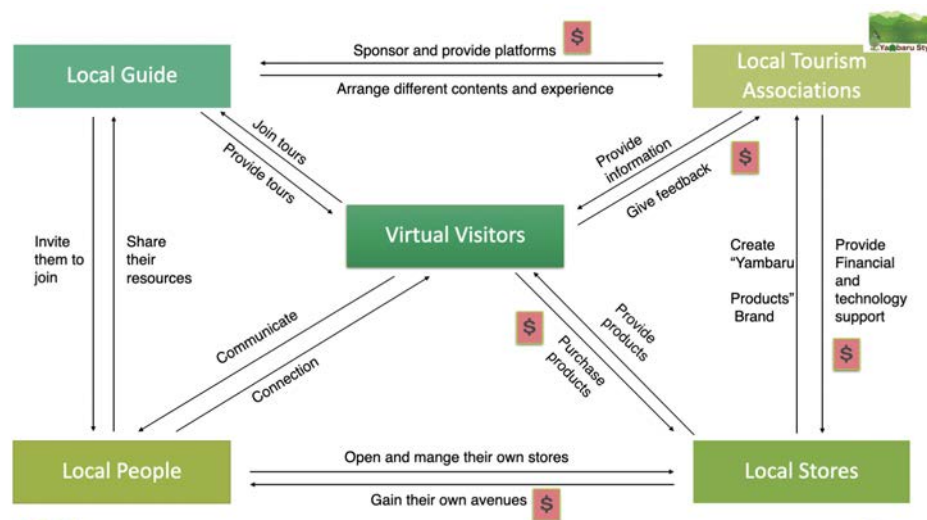 Sponsor and provide platforms
$
Yambaru Sty
Local Guide
Local Tourism
Associations
Arrange different contents and experience
Join tours
Provide tours
Provide
information
Give feedback
$
Virtual Visitors
Invite
them to
join
Share
their
resources
Create
"Yambaru
Products"
Brand
Provide
Financial
and
technology
support
$
Communicate
Connection
$
Provide
products
Purchase
products
Local People
Open and mange their own stores
Gain their own avenues
$
Local Stores